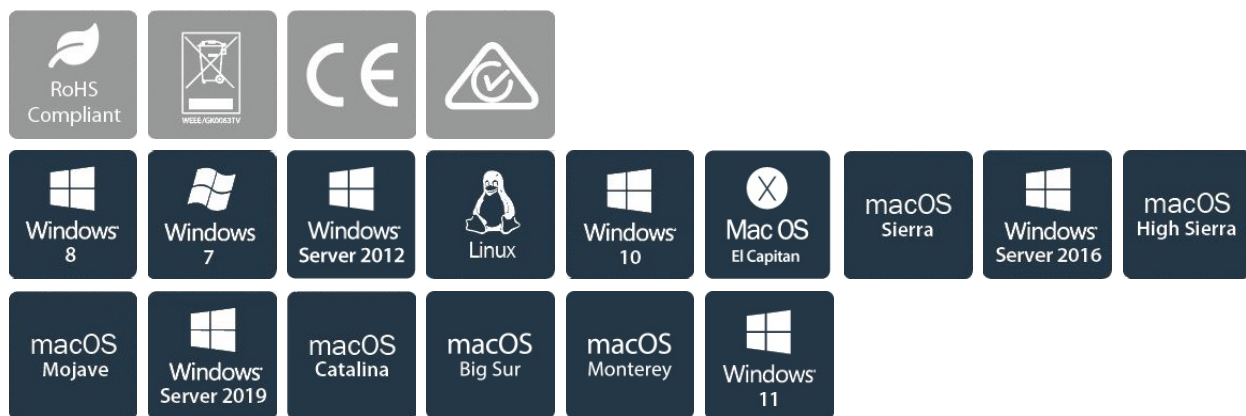 RoHS
Compliant
WEEE/GK0083TV
CE
Windows
8
Windows
7
Windows
Server 2012
Linux
Windows
10
X
Mac OS
El Capitan
macOS
Sierra
Windows
Server 2016
macOS
High Sierra
macOS
Mojave
Windows
Server 2019
macOS
Catalina
macOS
Big Sur
macOS
Monterey
Windows
11